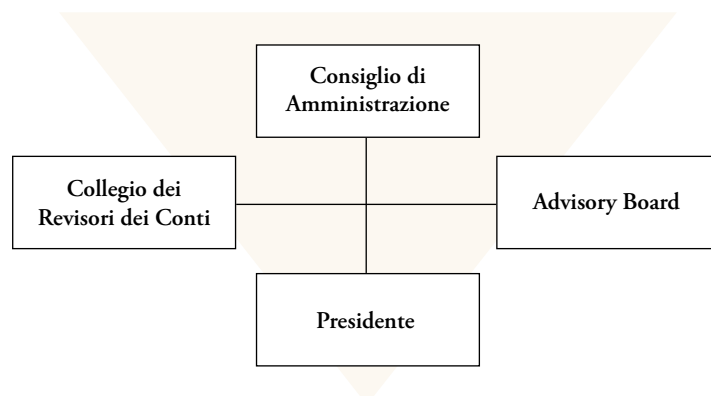 Consiglio di
Amministrazione
Collegio dei
Revisori dei Conti
Advisory Board
Presidente